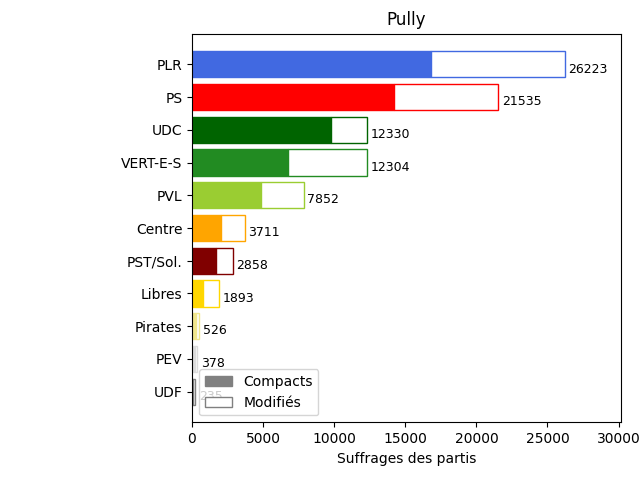 Pully
PLR 26223
PS 21535
UDC 12330
VERT-E-S 12304
PVL 7852
Centre 3711
PST/Sol. 2858
Libres 1893
Pirates 526
PEV 378
UDF 235
Compacts
Modifiés
0 5000 10000 15000 20000 25000 30000
Suffrages des partis